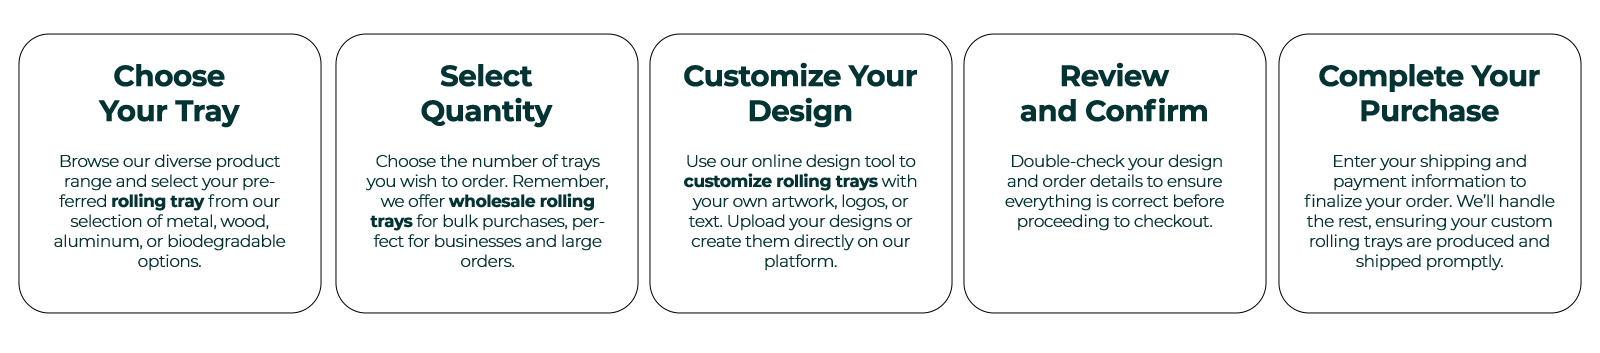 Choose
Your Tray
Browse our diverse product
range and select your pre-
ferred rolling tray from our
selection of metal, wood,
aluminum, or biodegradable
options.
Select
Quantity
Choose the number of trays
you wish to order. Remember,
we offer wholesale rolling
trays for bulk purchases, per-
fect for businesses and large
orders.
Customize Your
Design
Use our online design tool to
customize rolling trays with
your own artwork, logos, or
text. Upload your designs or
create them directly on our
platform.
Review
and Confirm
Double-check your design
and order details to ensure
everything is correct before
proceeding to checkout.
Complete Your
Purchase
Enter your shipping and
payment information to
finalize your order. We’ll handle
the rest, ensuring your custom
rolling trays are produced and
shipped promptly.